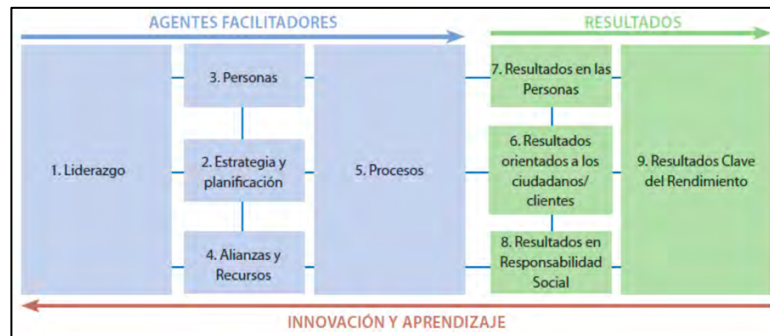 AGENTES FACILITADORES
RESULTADOS
1. Liderazgo
3. Personas
2. Estrategia y
planificación
4. Alianzas y
Recursos
5. Procesos
7. Resultados en las
Personas
6. Resultados
orientados a los
ciudadanos/
clientes
8. Resultados en
Responsabilidad
Social
9. Resultados Clave
del Rendimiento
INNOVACIÓN Y APRENDIZAJE